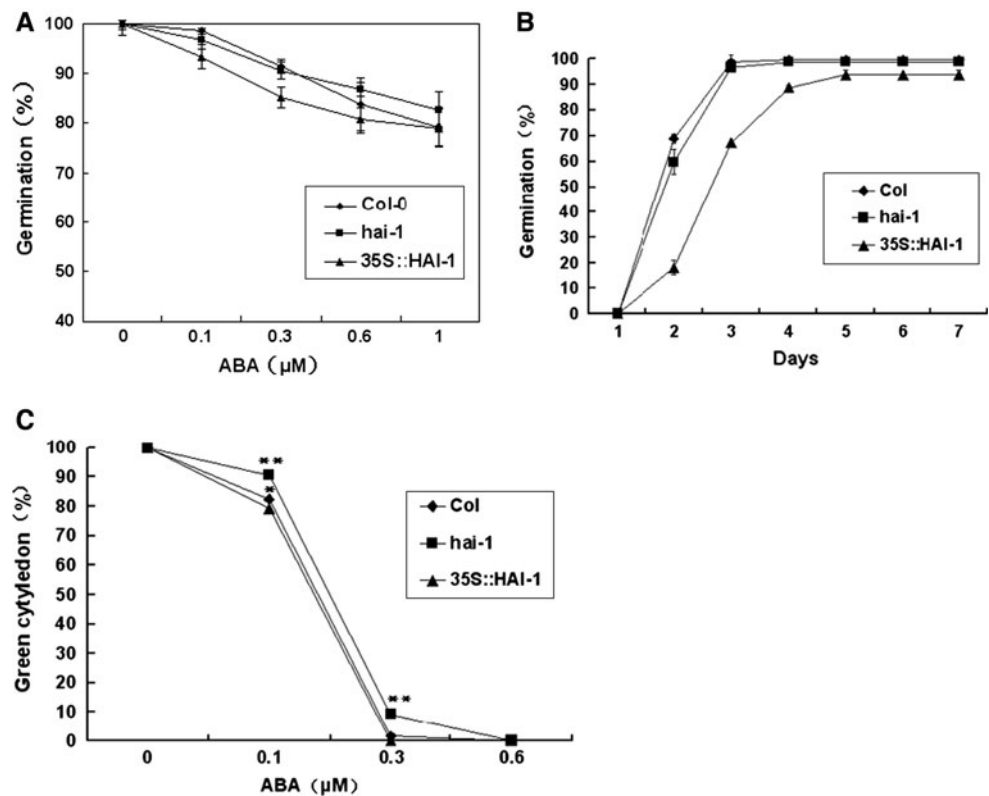 A
100
90
80
70
60
50
40
Germination (%)
0 0.1 0.3 0.6 1
ABA (μM)
Col-0
hai-1
35S::HAI-1
B
100
90
80
70
60
50
40
30
20
10
0
Germination (%)
1 2 3 4 5 6 7
Days
Col
hai-1
35S::HAI-1
C
100
90
80
70
60
50
40
30
20
10
0
Green cytyledon (%)
**
*
**
0 0.1 0.3 0.6
ABA (μM)
Col
hai-1
35S::HAI-1